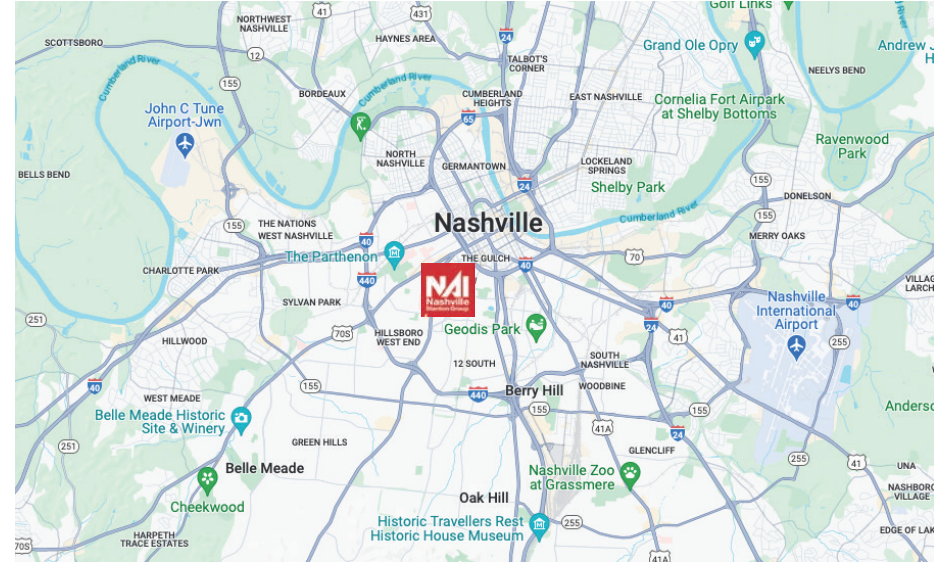 41
431
Golf Links
NORTHWEST
NASHVILLE
SCOTTSBORO
HAYNES AREA
24
Grand Ole Opry
Andrew J
H
12
TALBOT'S
CORNER
NEELYS BEND
Cumberland River
155
Cumberland River
BORDEAUX
CUMBERLAND
HEIGHTS
EAST NASHVILLE
Cornelia Fort Airpark
at Shelby Bottoms
John C Tune
Airport-Jwn
65
Ravenwood
Park
NORTH
NASHVILLE
GERMANTOWN
LOCKELAND
SPRINGS
BELLS BEND
24
Shelby Park
155
DONELSON
155
THE NATIONS
WEST NASHVILLE
Nashville
Cumberland River
155
MERRY OAKS
40
The Parthenon
THE GULCH
40
70
CHARLOTTE PARK
440
NAI
Nashville
Stanton Group
VILLAG
LARCH
SYLVAN PARK
40
Nashville
International
Airport
40
251
70S
HILLSBORO
WEST END
Geodis Park
24
41
255
HILLWOOD
12 SOUTH
SOUTH
NASHVILLE
40
155
WEST MEADE
440
Berry Hill
WOODBINE
Belle Meade Historic
Site & Winery
155
155
Anderso
41A
24
251
GREEN HILLS
GLENCLIFF
255
41
UNA
Belle Meade
Nashville Zoo
at Grassmere
NASHBORO
VILLAGE
Cheekwood
Oak Hill
Historic Travellers Rest
Historic House Museum
255
EDGE OF LAK
HARPETH
TRACE ESTATES
70S
41A